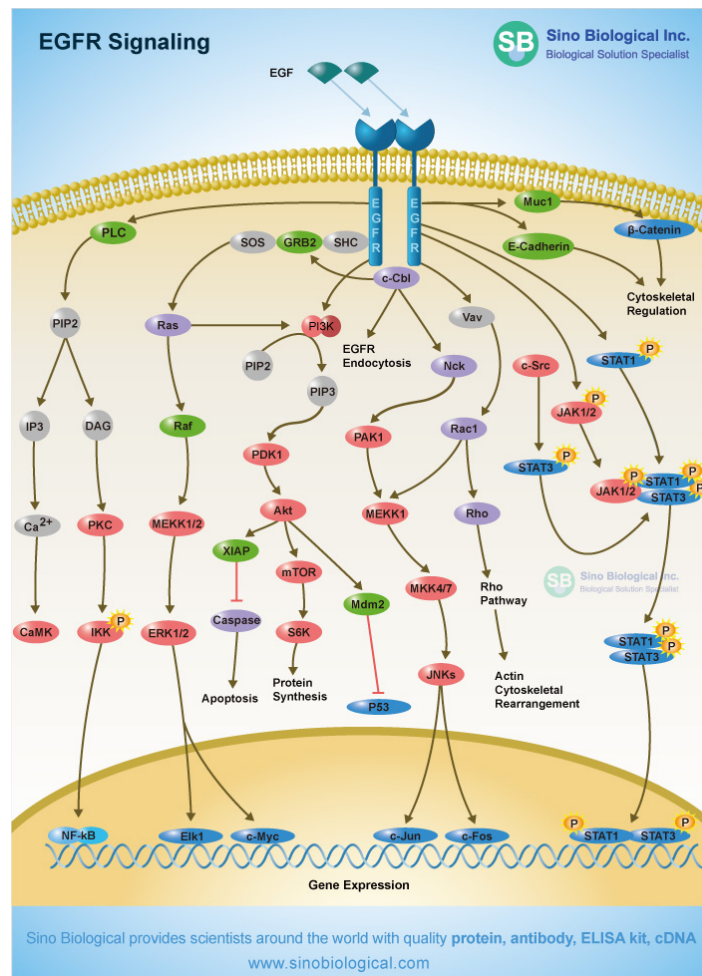 EGFR Signaling
SB
Sino Biological Inc.
Biological Solution Specialist
EGF
EGFR
EGFR
Muc1
PLC
β-Catenin
SOS
GRB2
SHC
E-Cadherin
c-Cbl
Cytoskeletal
Regulation
PIP2
Ras
PI3K
Vav
EGFR
Endocytosis
P
STAT1
PIP2
Nck
c-Src
PIP3
P
JAK1/2
IP3
DAG
Raf
PAK1
Rac1
PDK1
P
STAT3
P
P
STAT1
P
JAK1/2
STAT3
Akt
Ca2+
PKC
MEKK1/2
MEKK1
Rho
XIAP
mTOR
SB
Sino Biological Inc.
Biological Solution Specialist
MKK4/7
Rho
Pathway
Mdm2
Caspase
P
CaMK
IKK
ERK1/2
S6K
P
STAT1
P
STAT3
JNKs
Protein
Synthesis
Apoptosis
Actin
Cytoskeletal
Rearrangement
P53
P
P
NF-kB
Elk1
c-Myc
c-Jun
c-Fos
STAT1
STAT3
Gene Expression
Sino Biological provides scientists around the world with quality protein, antibody, ELISA kit, cDNA
www.sinobiological.com